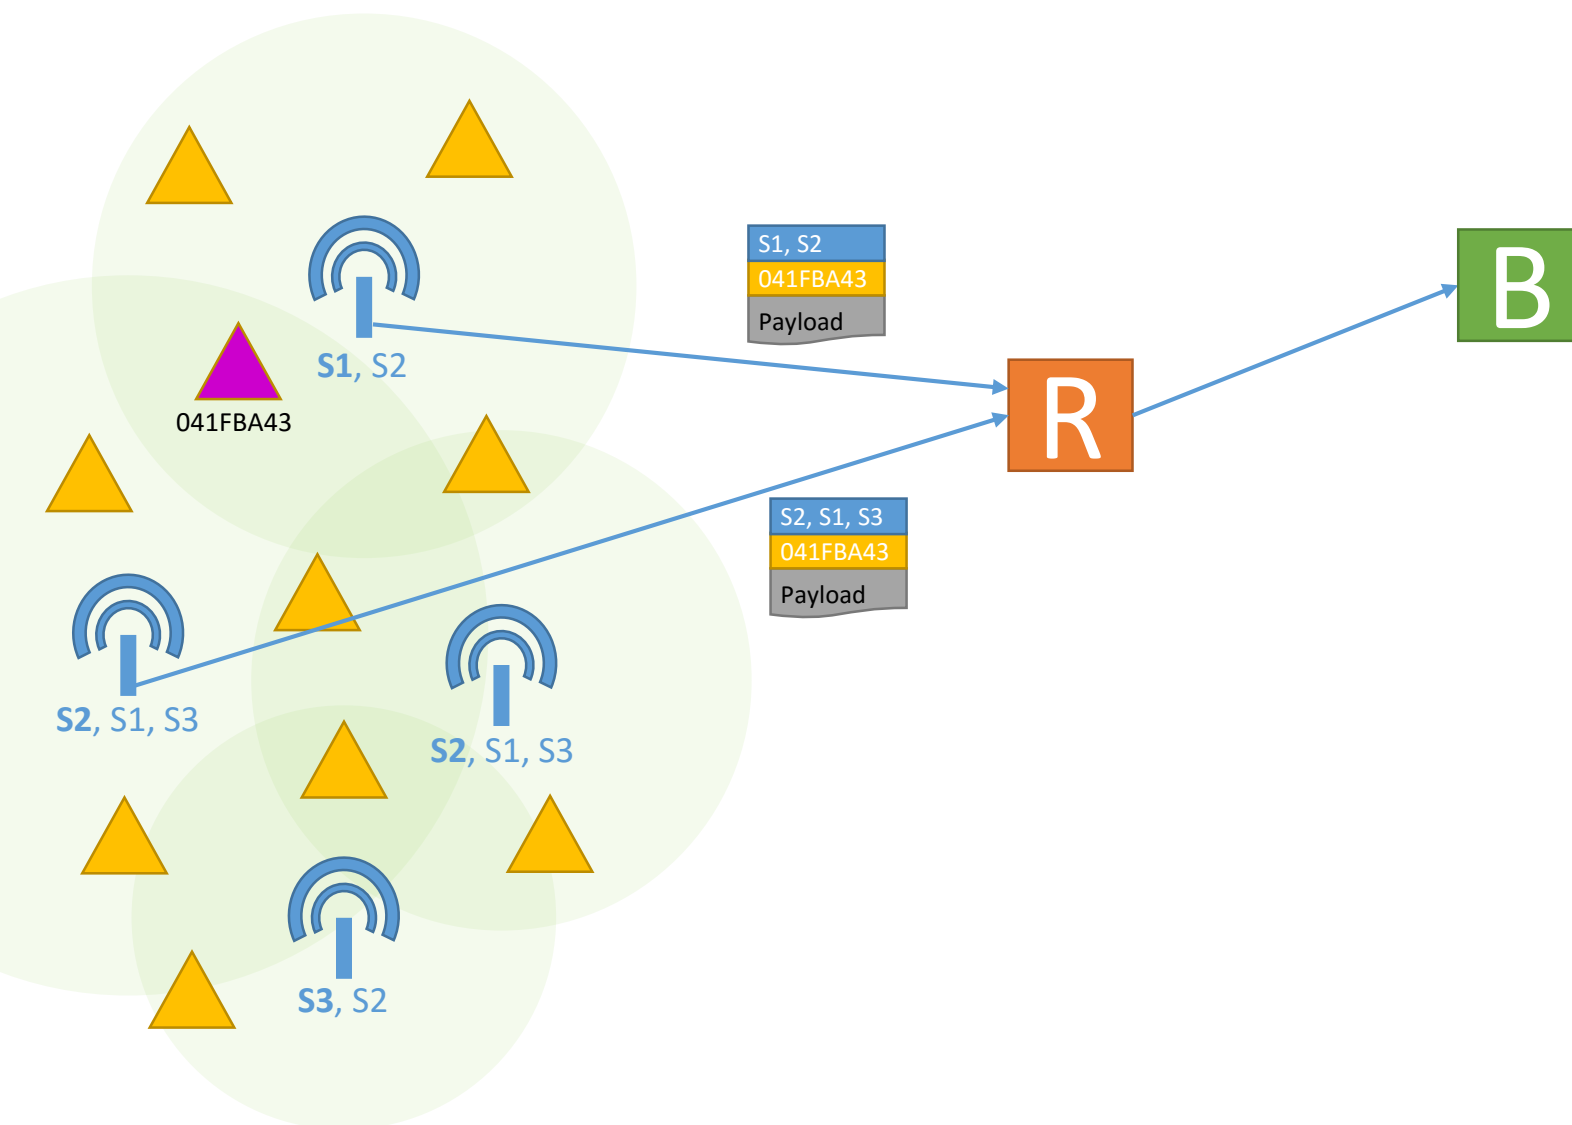 S1, S2
041FBA43
Payload
B
S1, S2
041FBA43
R
S2, S1, S3
041FBA43
Payload
S2, S1, S3
S2, S1, S3
S3, S2